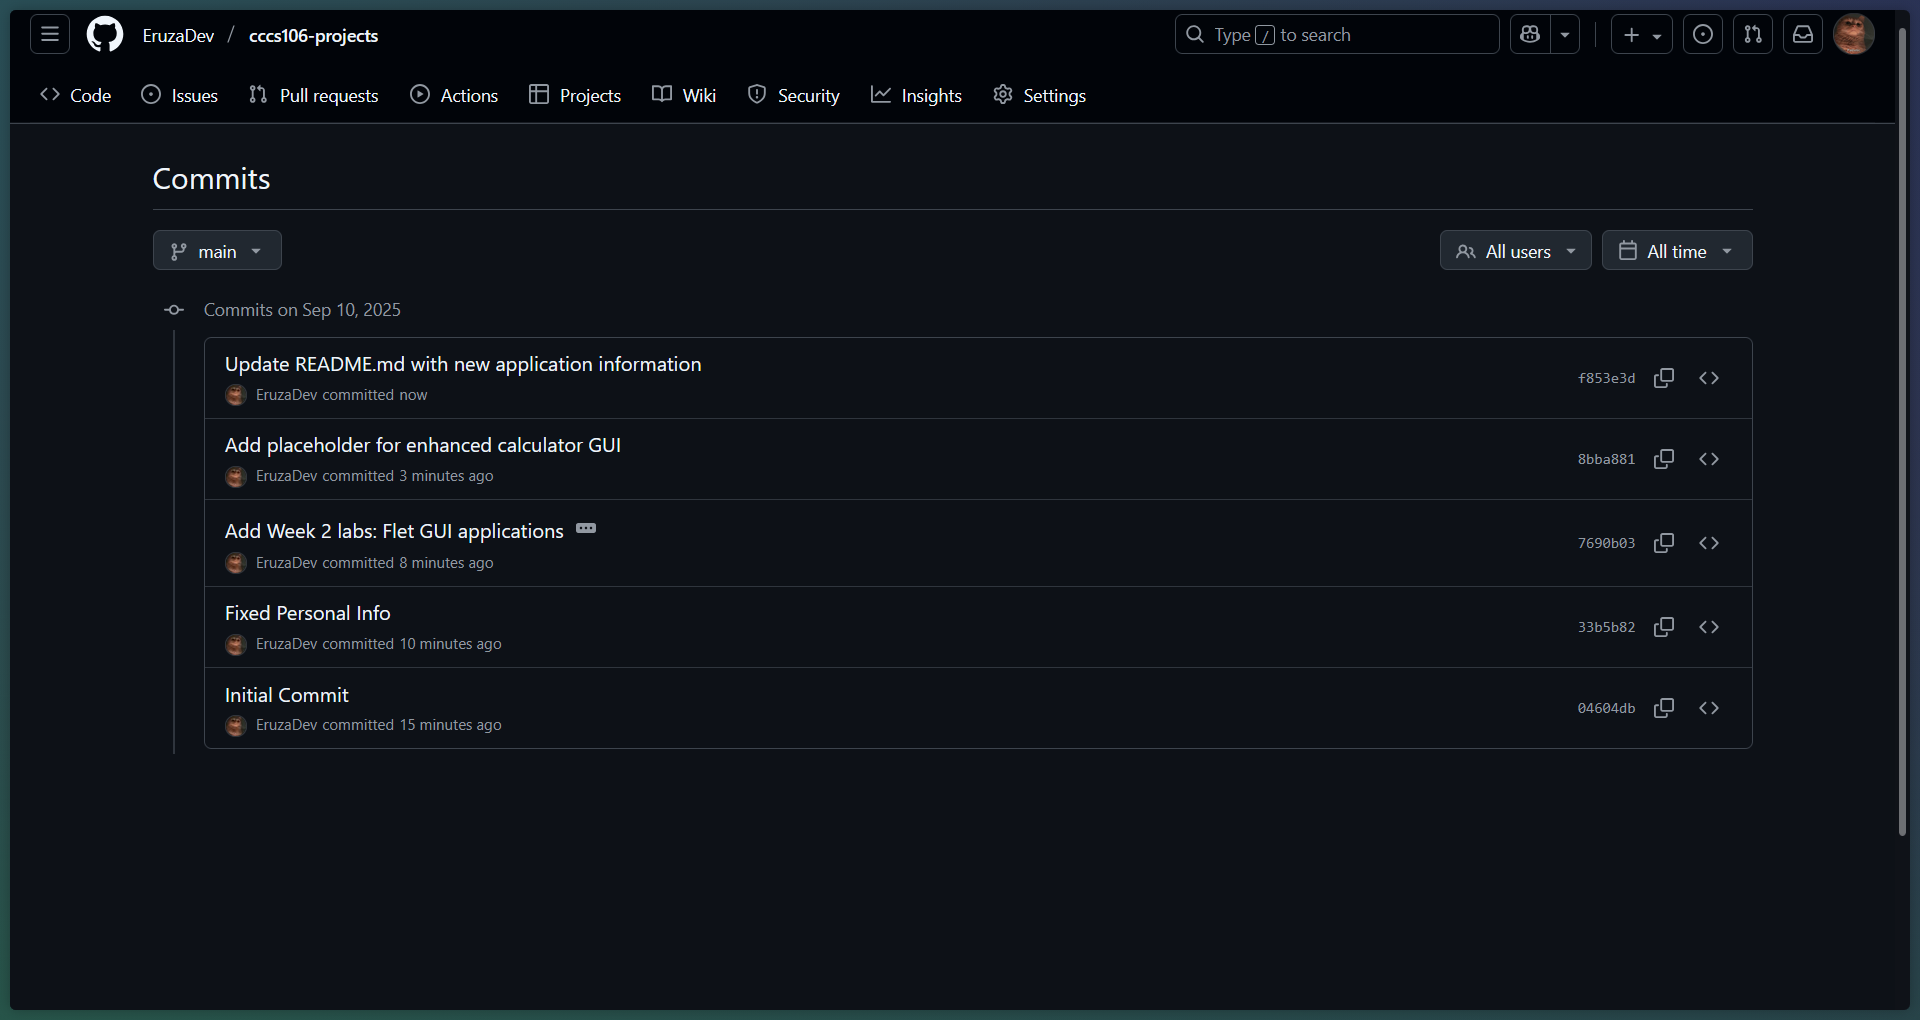 EruzaDev / cccs106-projects
Type / to search
Code Issues Pull requests Actions Projects Wiki Security Insights Settings
Commits
main
All users All time
Commits on Sep 10, 2025
Update README.md with new application information
EruzaDev committed now
f853e3d
Add placeholder for enhanced calculator GUI
EruzaDev committed 3 minutes ago
8bba881
Add Week 2 labs: Flet GUI applications
EruzaDev committed 8 minutes ago
7690b03
Fixed Personal Info
EruzaDev committed 10 minutes ago
33b5b82
Initial Commit
EruzaDev committed 15 minutes ago
04604db